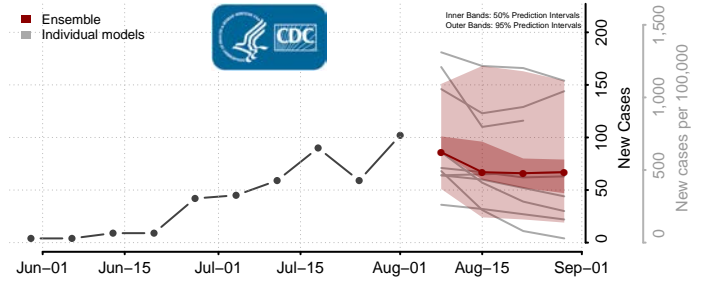 Ensemble
Individual models
CDC
Inner Bands: 50% Prediction Intervals
Outer Bands: 95% Prediction Intervals
0
50
100
150
200
New Cases
0
500
1,000
1,500
New cases per 100,000
Jun−01
Jun−15
Jul−01
Jul−15
Aug−01
Aug−15
Sep−01